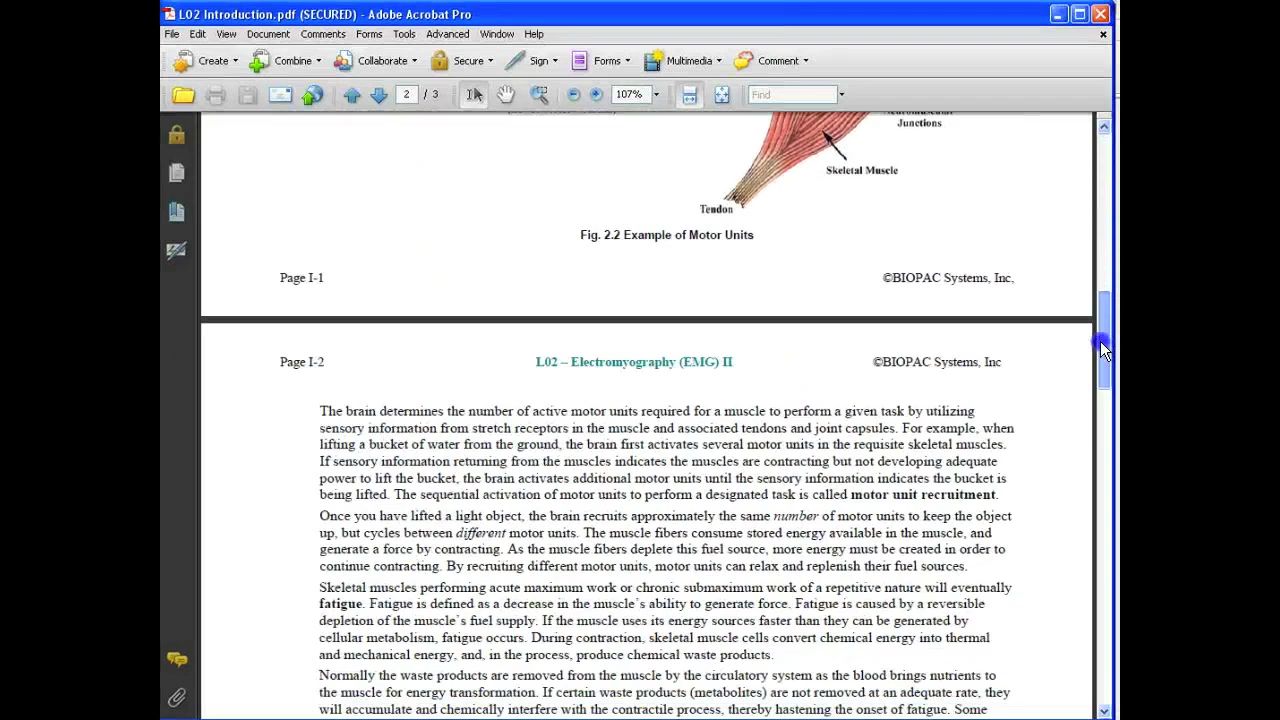 L02 Introduction.pdf (SECURED) - Adobe Acrobat Pro
File Edit View Document Comments Forms Tools Advanced Window Help
Create Combine Collaborate Secure Sign Forms Multimedia Comment
2 / 3 107% Find
Junctions
Skeletal Muscle
Tendon
Fig. 2.2 Example of Motor Units
Page I-1 ©BIOPAC Systems, Inc,
Page I-2 L02 – Electromyography (EMG) II ©BIOPAC Systems, Inc
The brain determines the number of active motor units required for a muscle to perform a given task by utilizing
sensory information from stretch receptors in the muscle and associated tendons and joint capsules. For example, when
lifting a bucket of water from the ground, the brain first activates several motor units in the requisite skeletal muscles.
If sensory information returning from the muscles indicates the muscles are contracting but not developing adequate
power to lift the bucket, the brain activates additional motor units until the sensory information indicates the bucket is
being lifted. The sequential activation of motor units to perform a designated task is called motor unit recruitment.
Once you have lifted a light object, the brain recruits approximately the same number of motor units to keep the object
up, but cycles between different motor units. The muscle fibers consume stored energy available in the muscle, and
generate a force by contracting. As the muscle fibers deplete this fuel source, more energy must be created in order to
continue contracting. By recruiting different motor units, motor units can relax and replenish their fuel sources.
Skeletal muscles performing acute maximum work or chronic submaximum work of a repetitive nature will eventually
fatigue. Fatigue is defined as a decrease in the muscle's ability to generate force. Fatigue is caused by a reversible
depletion of the muscle's fuel supply. If the muscle uses its energy sources faster than they can be generated by
cellular metabolism, fatigue occurs. During contraction, skeletal muscle cells convert chemical energy into thermal
and mechanical energy, and, in the process, produce chemical waste products.
Normally the waste products are removed from the muscle by the circulatory system as the blood brings nutrients to
the muscle for energy transformation. If certain waste products (metabolites) are not removed at an adequate rate, they
will accumulate and chemically interfere with the contractile process, thereby hastening the onset of fatigue. Some